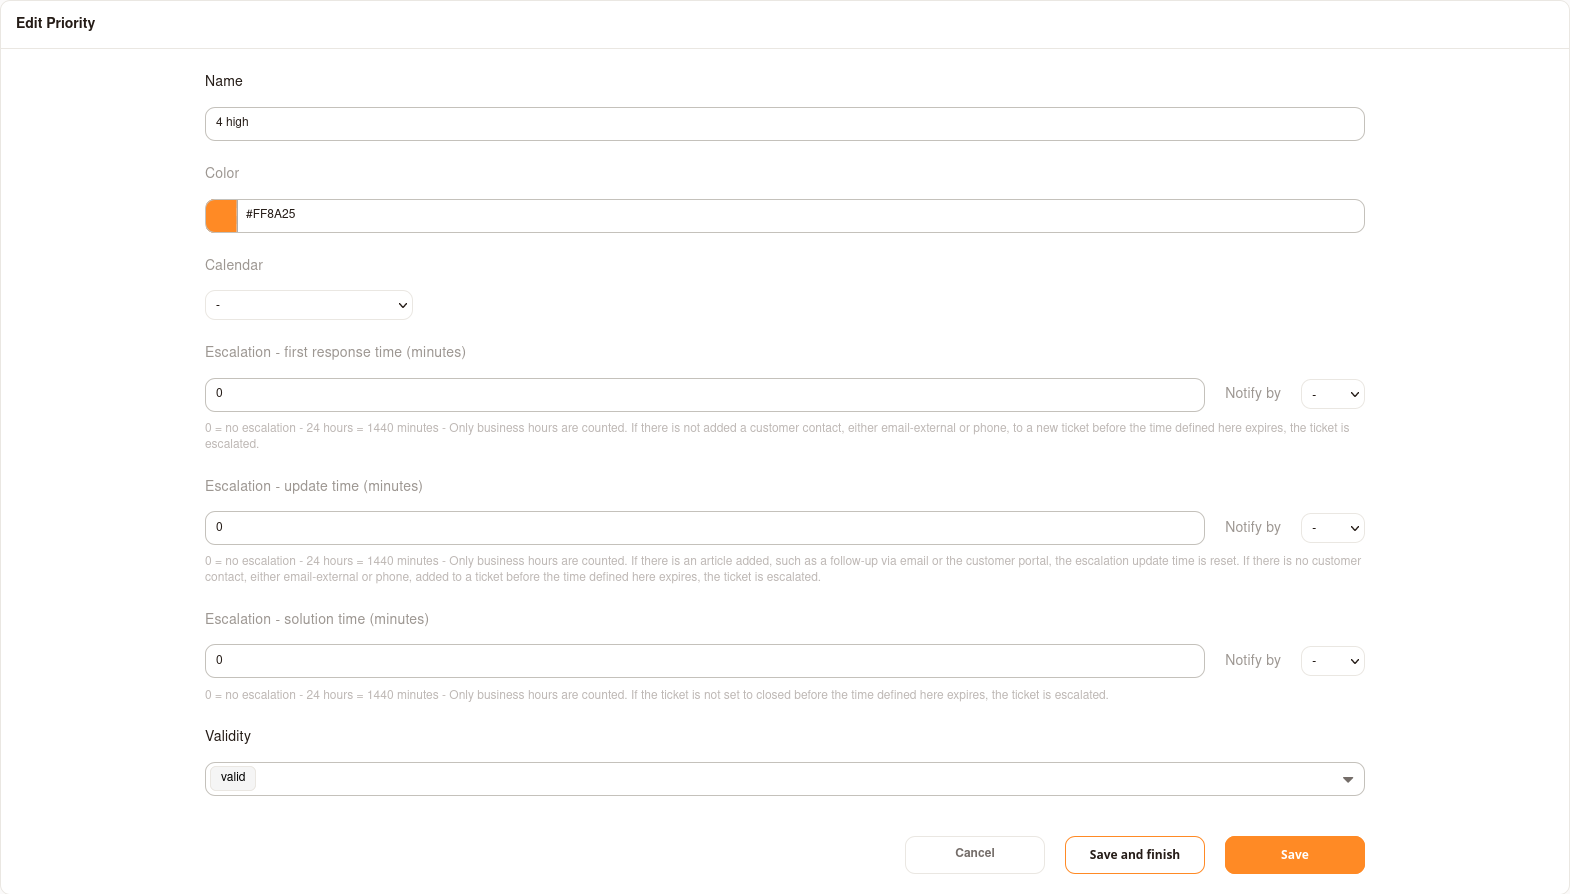 Edit Priority
Name
4 high
Color
#FF8A25
Calendar
-
Escalation - first response time (minutes)
0
Notify by
-
0 = no escalation - 24 hours = 1440 minutes - Only business hours are counted. If there is not added a customer contact, either email-external or phone, to a new ticket before the time defined here expires, the ticket is
escalated.
Escalation - update time (minutes)
0
Notify by
-
0 = no escalation - 24 hours = 1440 minutes - Only business hours are counted. If there is an article added, such as a follow-up via email or the customer portal, the escalation update time is reset. If there is no customer
contact, either email-external or phone, added to a ticket before the time defined here expires, the ticket is escalated.
Escalation - solution time (minutes)
0
Notify by
-
0 = no escalation - 24 hours = 1440 minutes - Only business hours are counted. If the ticket is not set to closed before the time defined here expires, the ticket is escalated.
Validity
valid
Cancel
Save and finish
Save